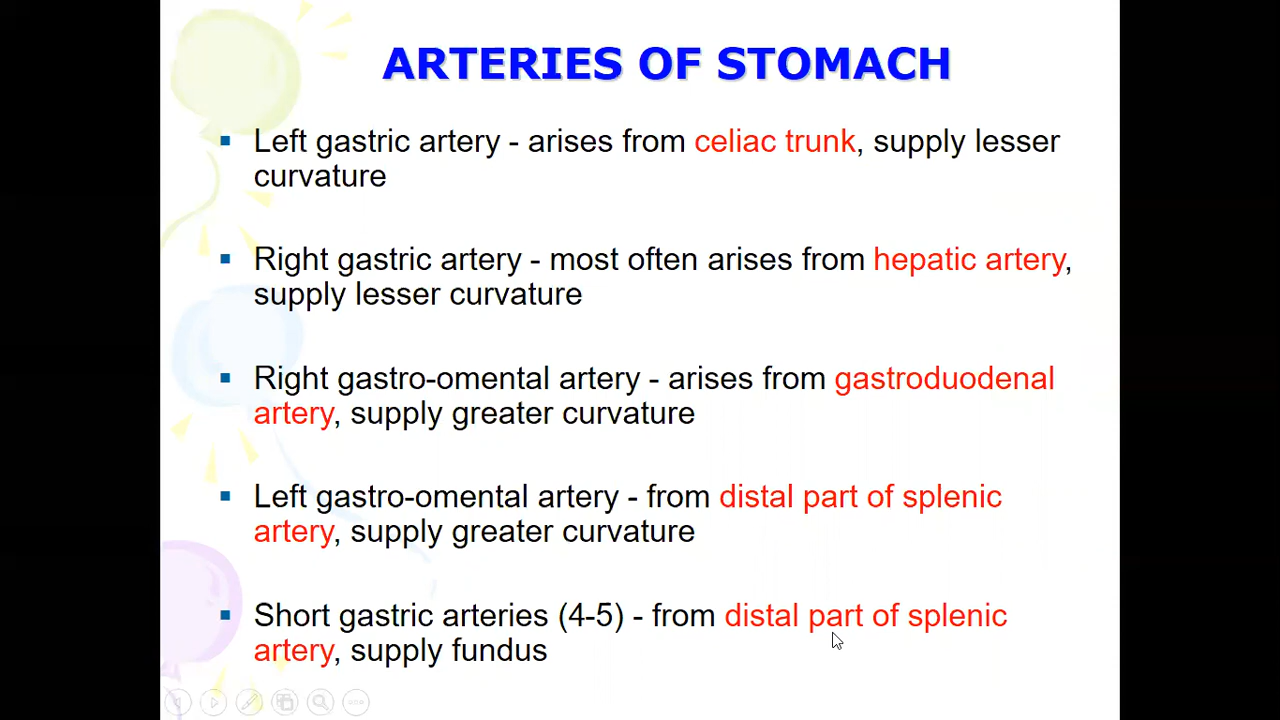 ARTERIES OF STOMACH
▪ Left gastric artery - arises from celiac trunk, supply lesser
curvature
▪ Right gastric artery - most often arises from hepatic artery,
supply lesser curvature
▪ Right gastro-omental artery - arises from gastroduodenal
artery, supply greater curvature
▪ Left gastro-omental artery - from distal part of splenic
artery, supply greater curvature
▪ Short gastric arteries (4-5) - from distal part of splenic
artery, supply fundus